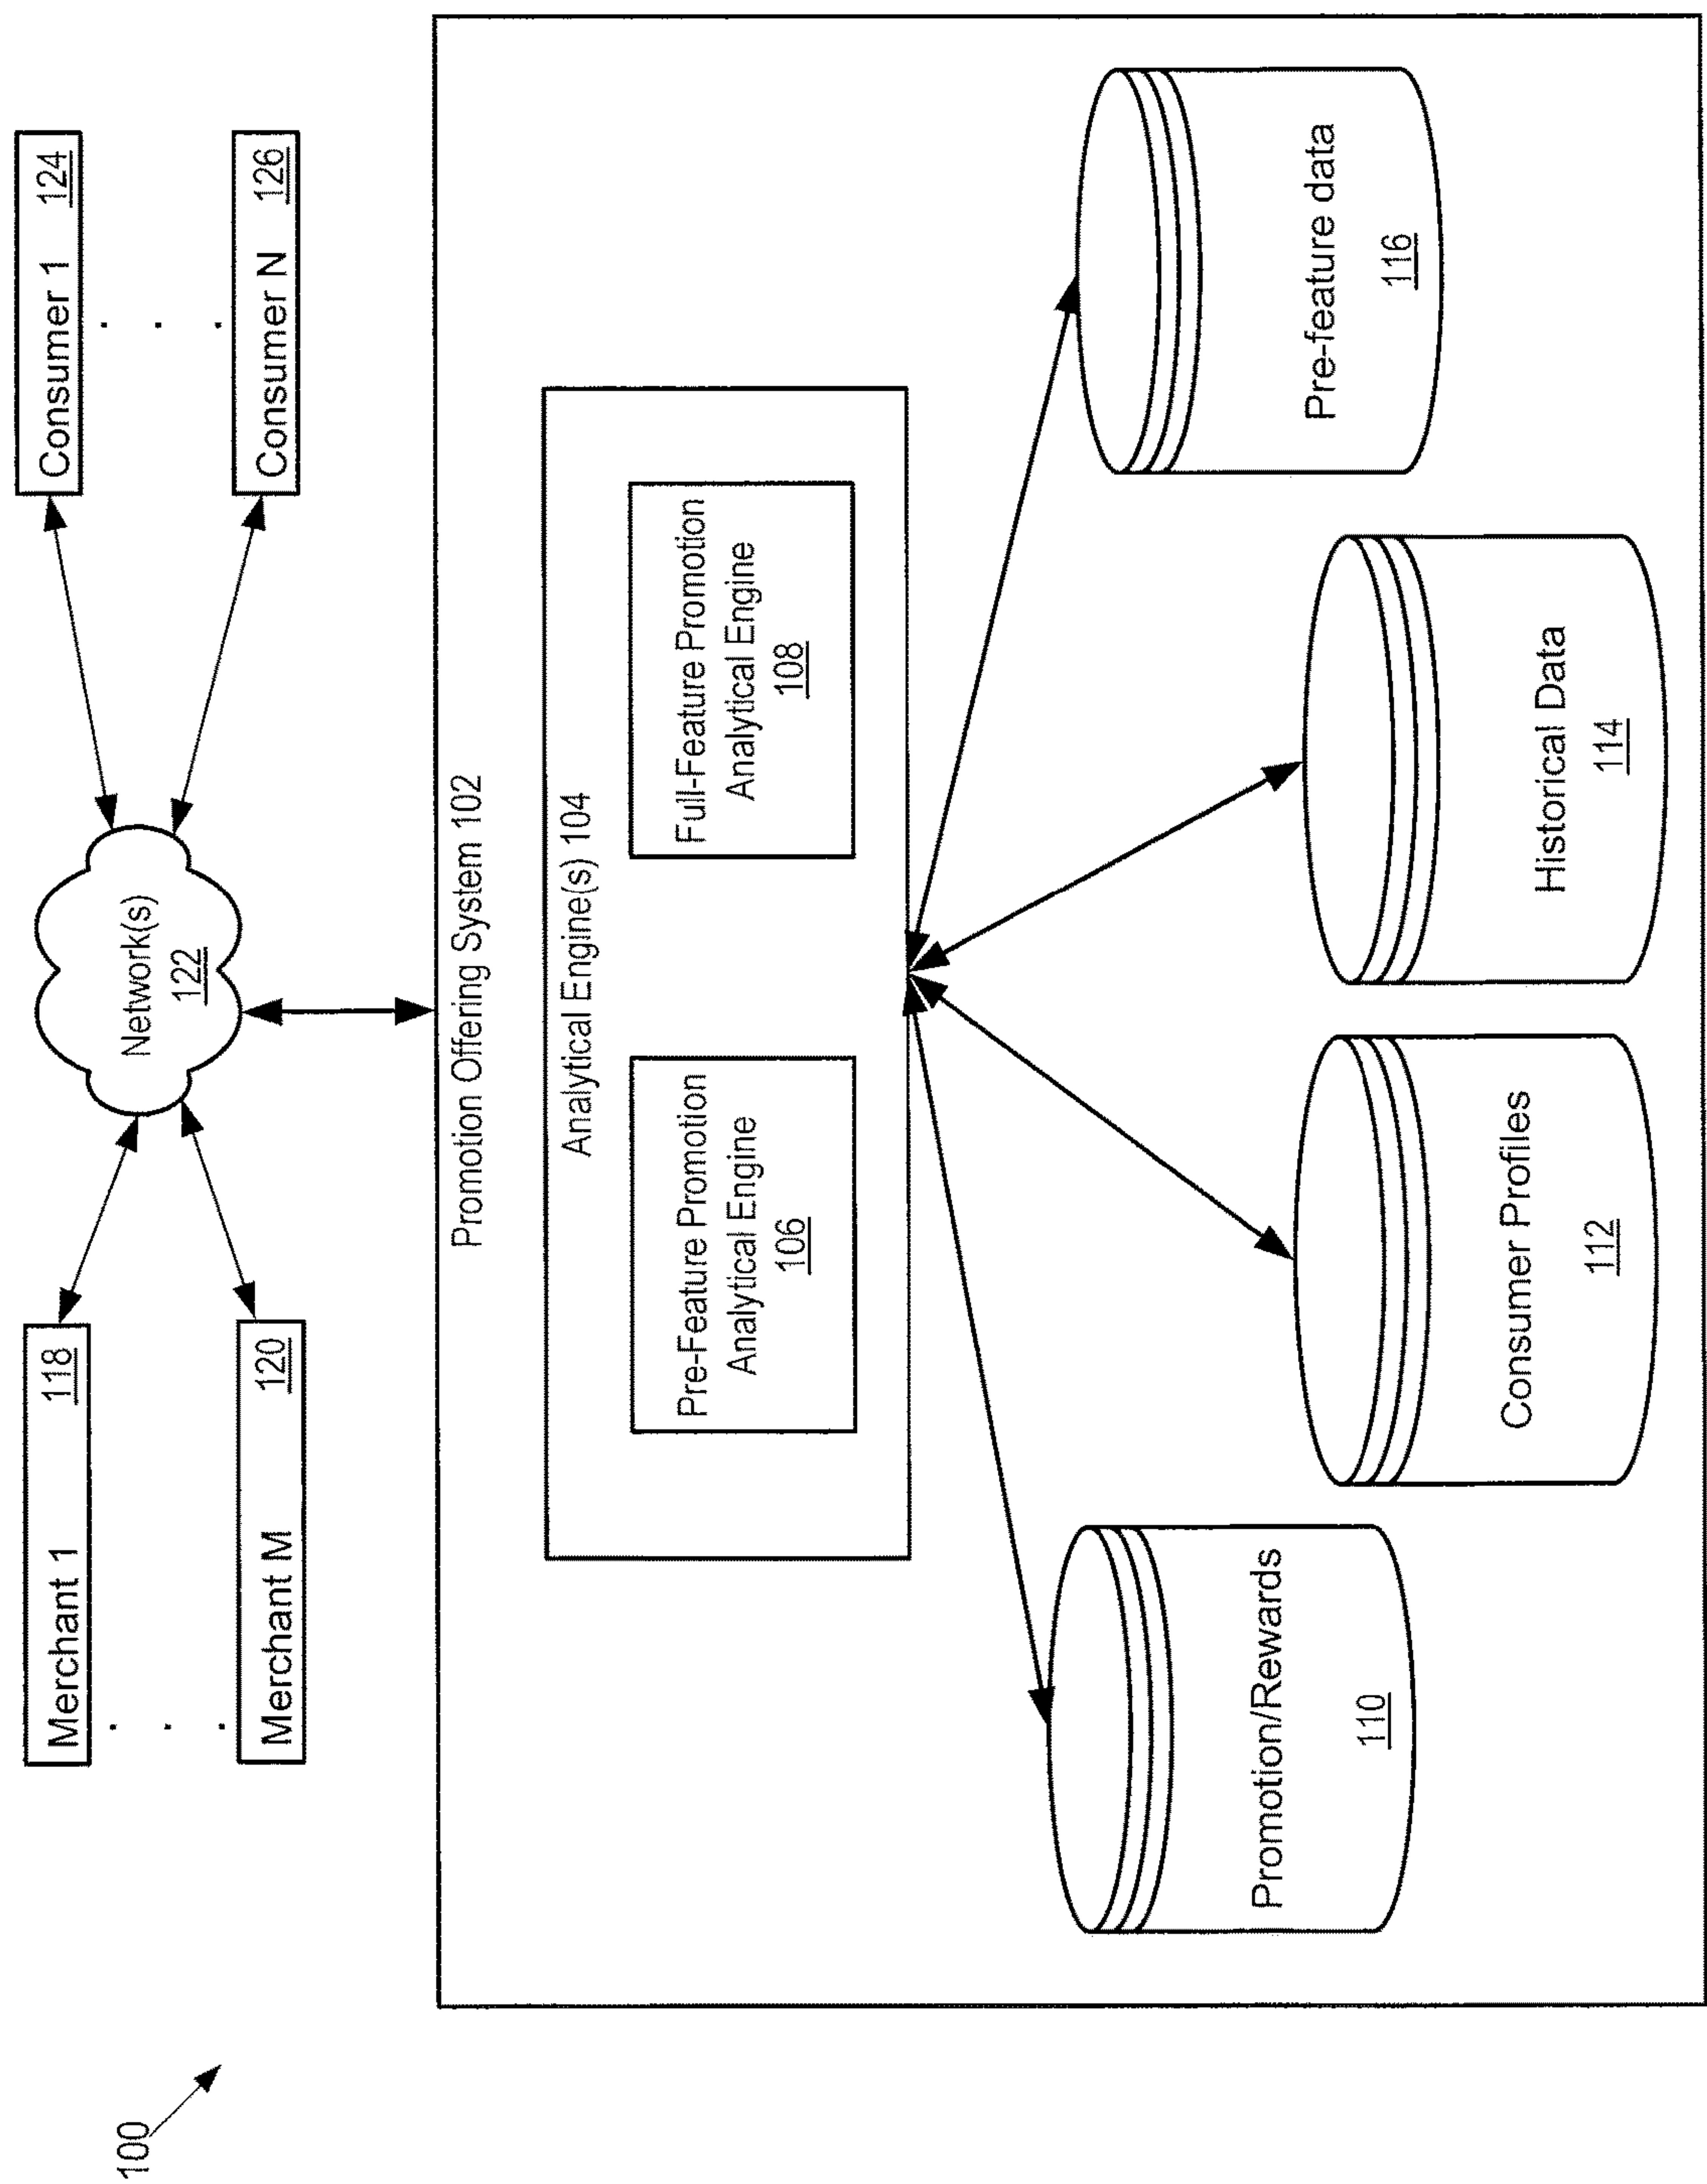 100
Merchant 1 118
. . .
Merchant M 120
Network(s)
122
Consumer 1 124
. . .
Consumer N 126
Promotion Offering System 102
Analytical Engine(s) 104
Pre-Feature Promotion
Analytical Engine
106
Full-Feature Promotion
Analytical Engine
108
Promotion/Rewards
110
Consumer Profiles
112
Historical Data
114
Pre-feature data
116